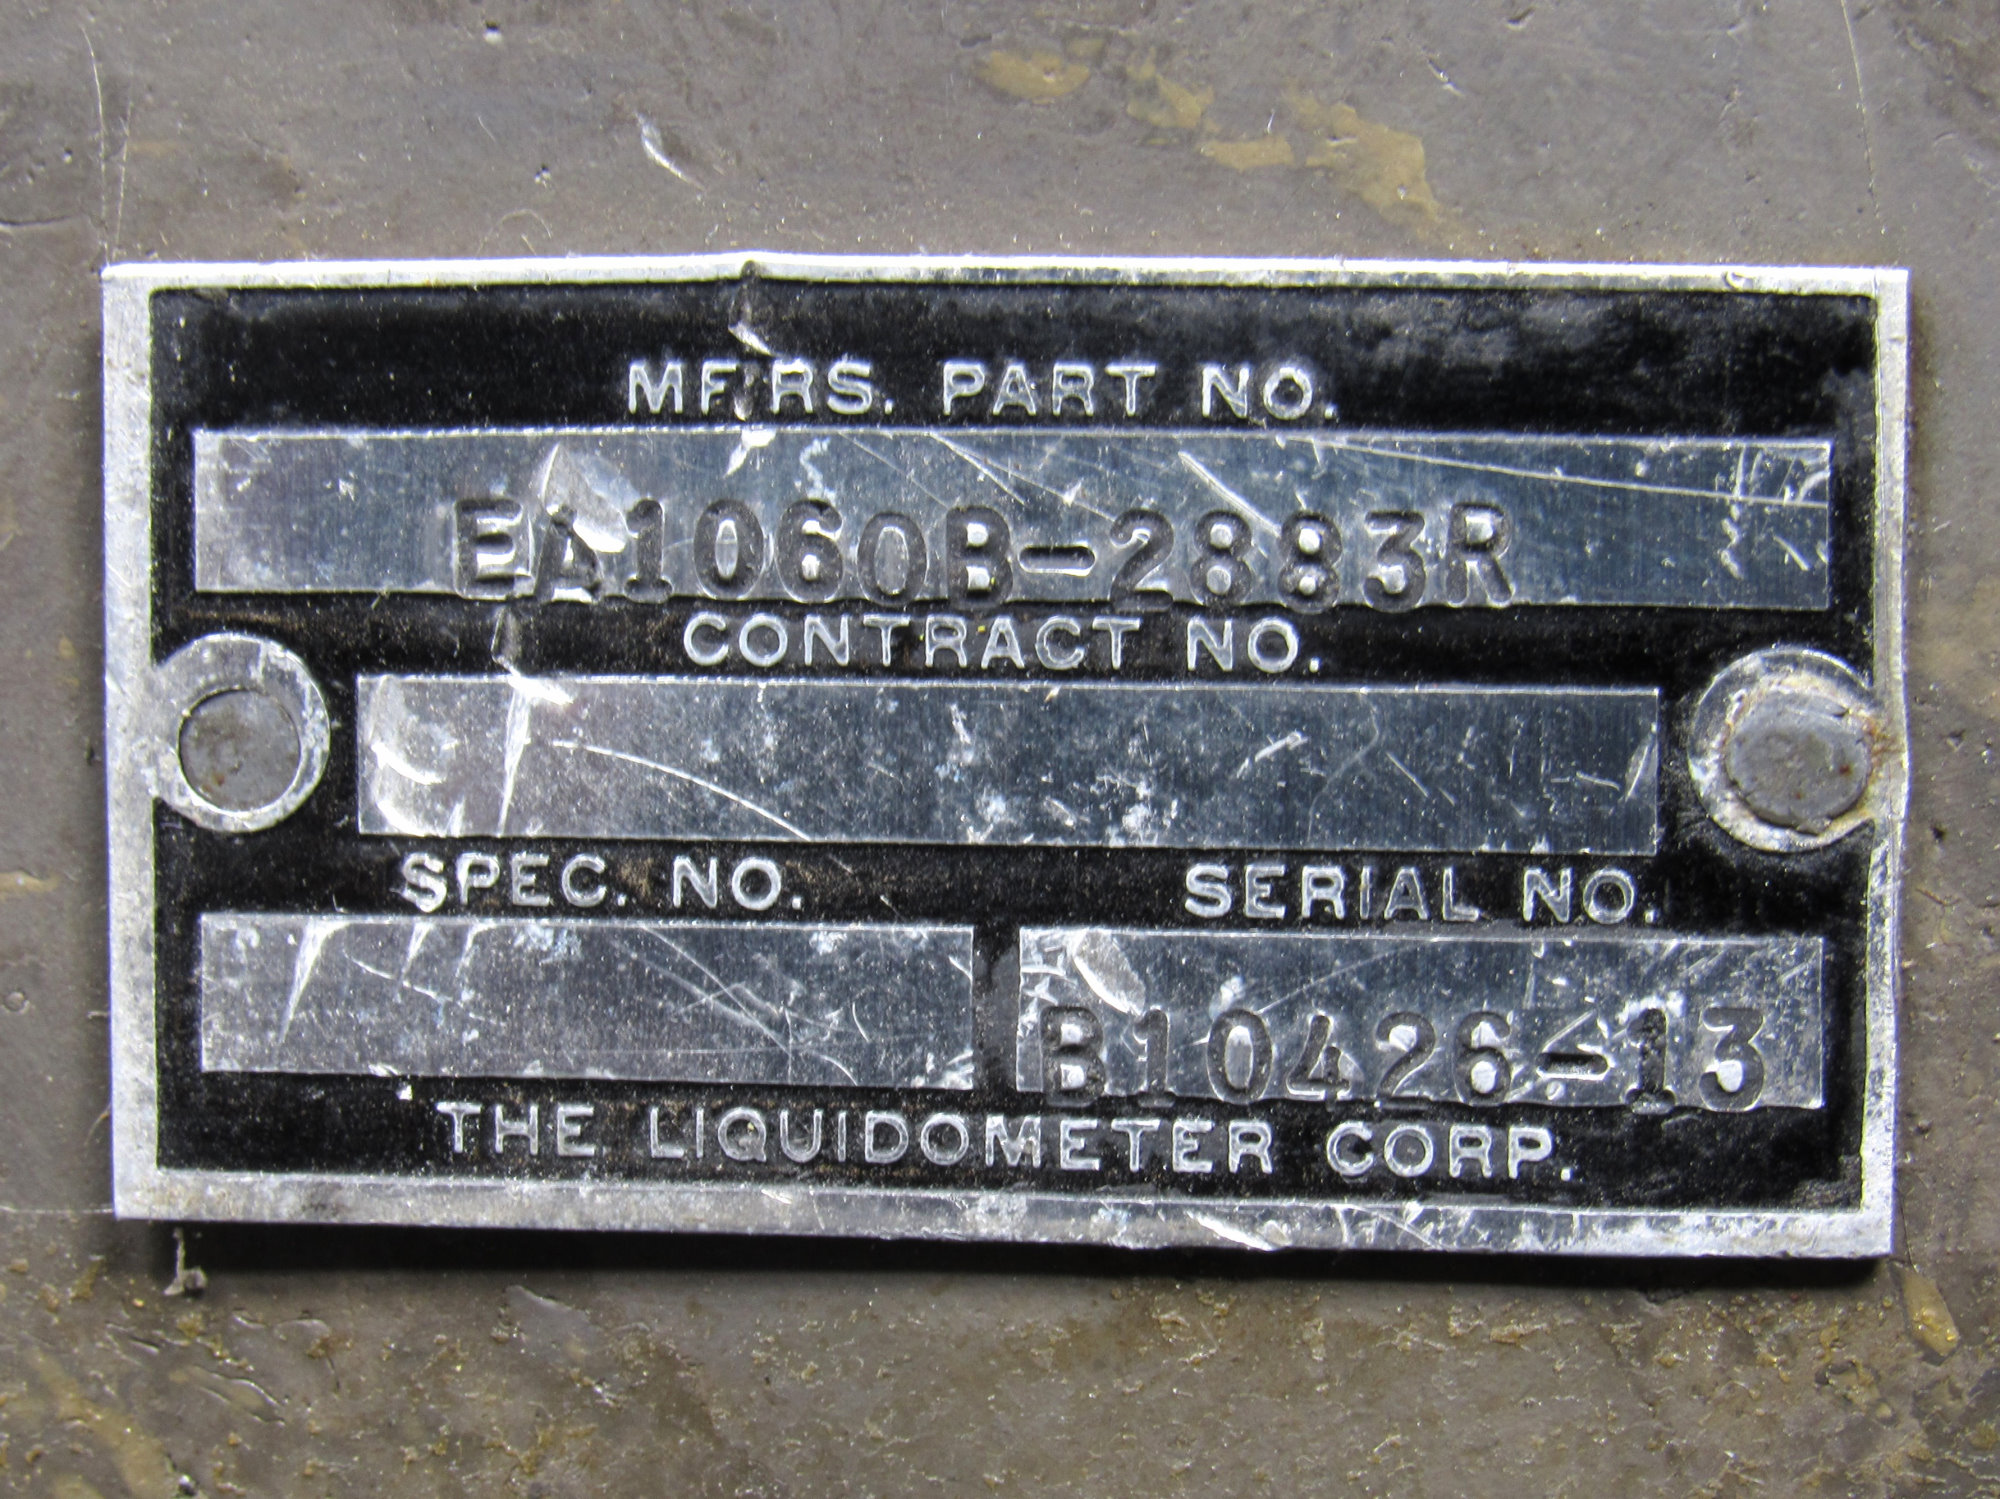 MFRS. PART NO.
EA1060B-2883R
CONTRACT NO.
SPEC. NO. SERIAL NO.
B10426-13
THE LIQUIDOMETER CORP.